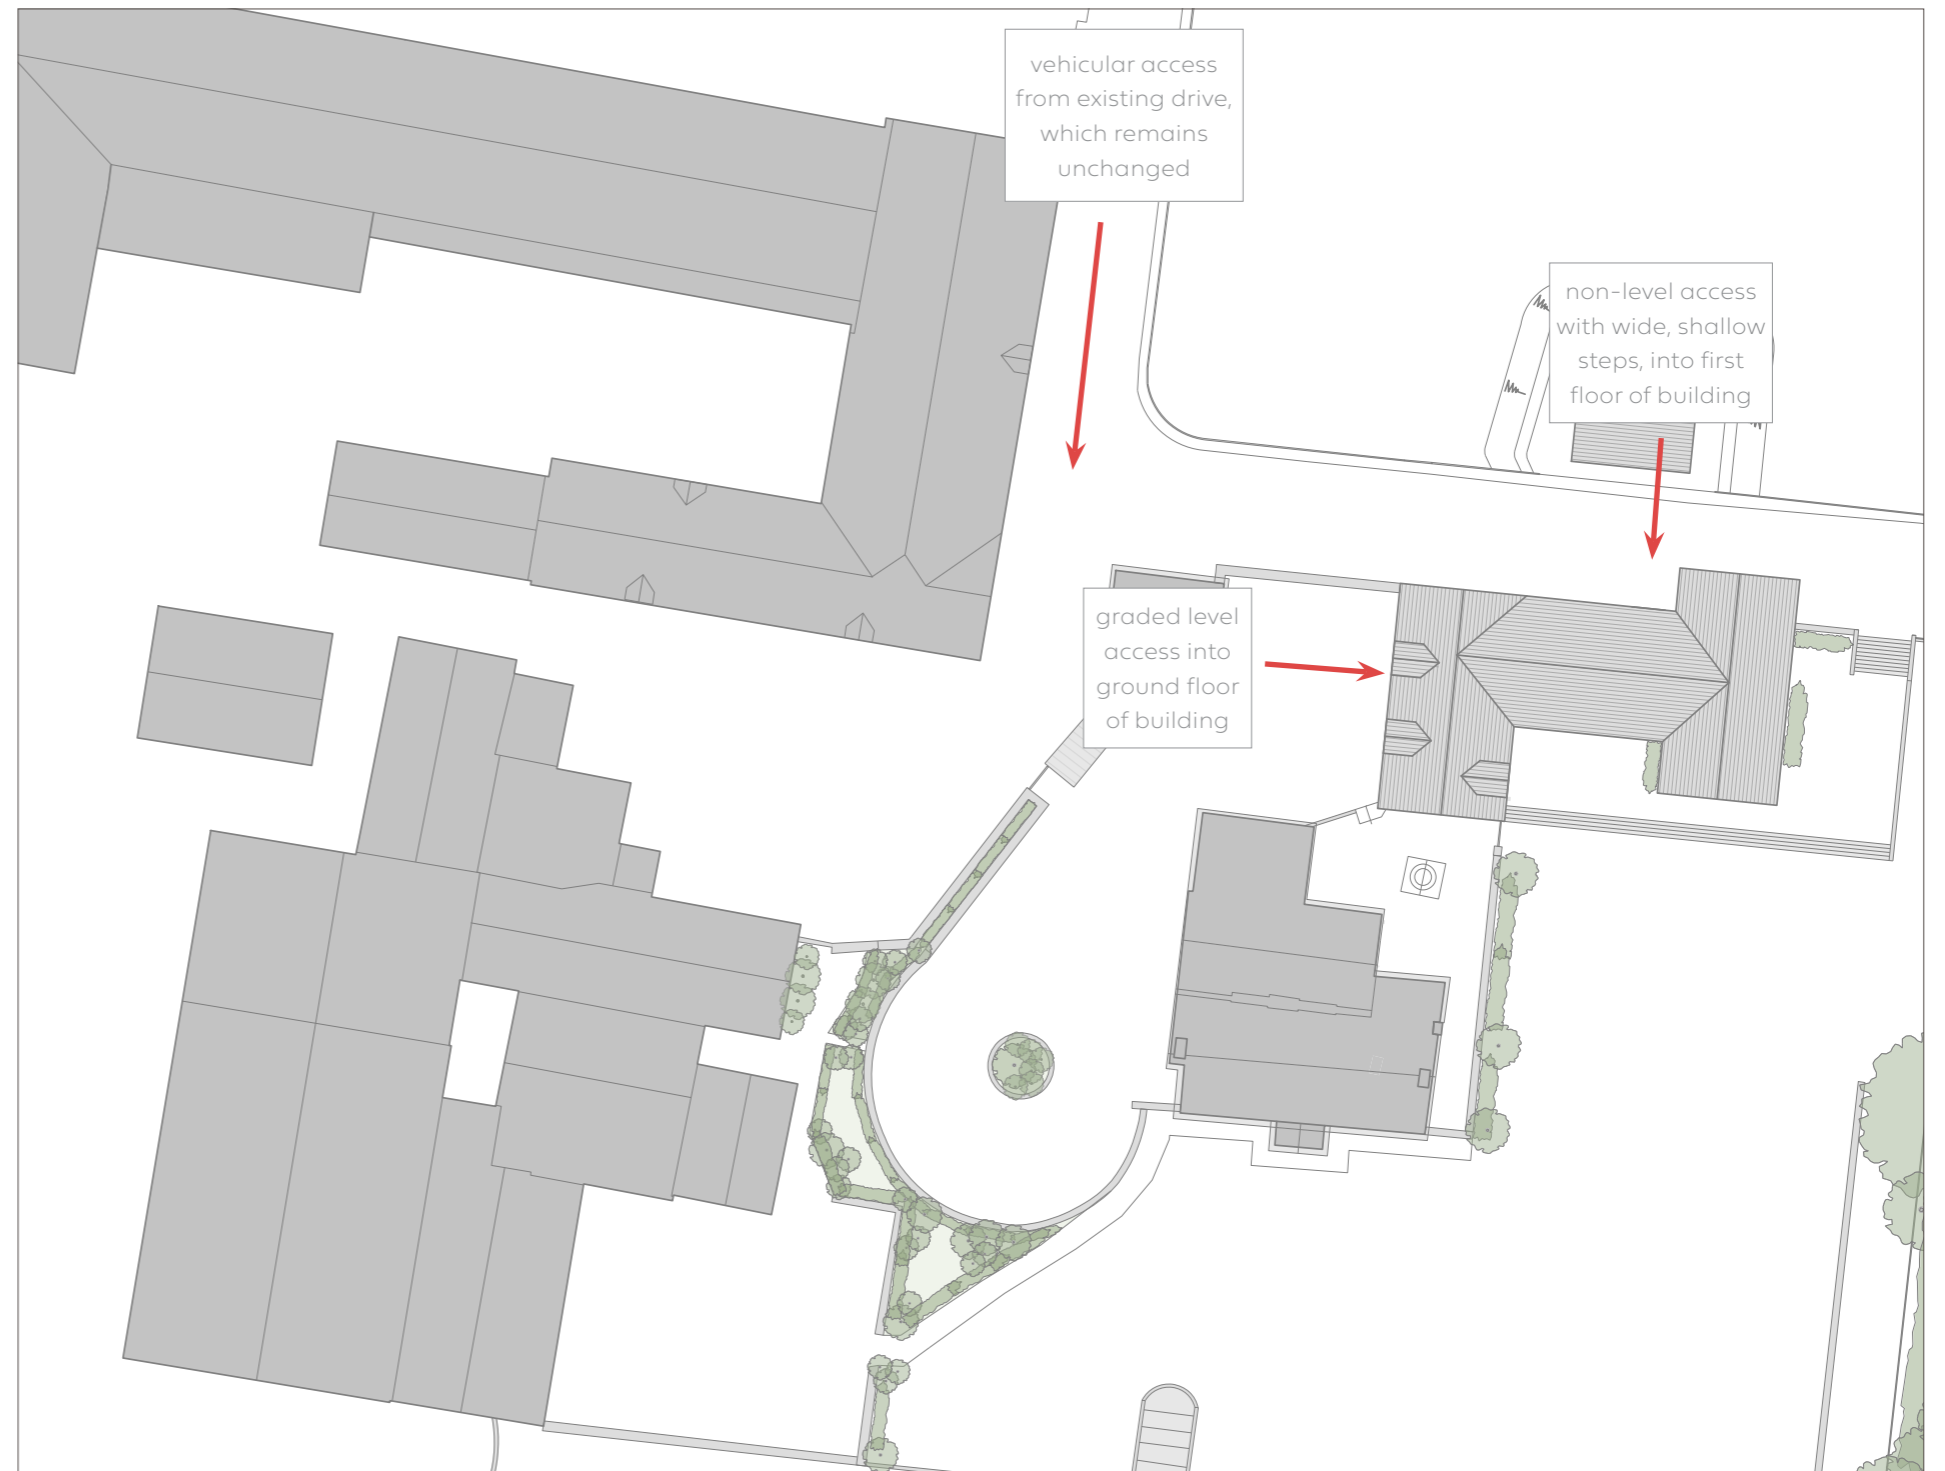 vehicular access
from existing drive,
which remains
unchanged
non-level access
with wide, shallow
steps, into first
floor of building
graded level
access into
ground floor
of building